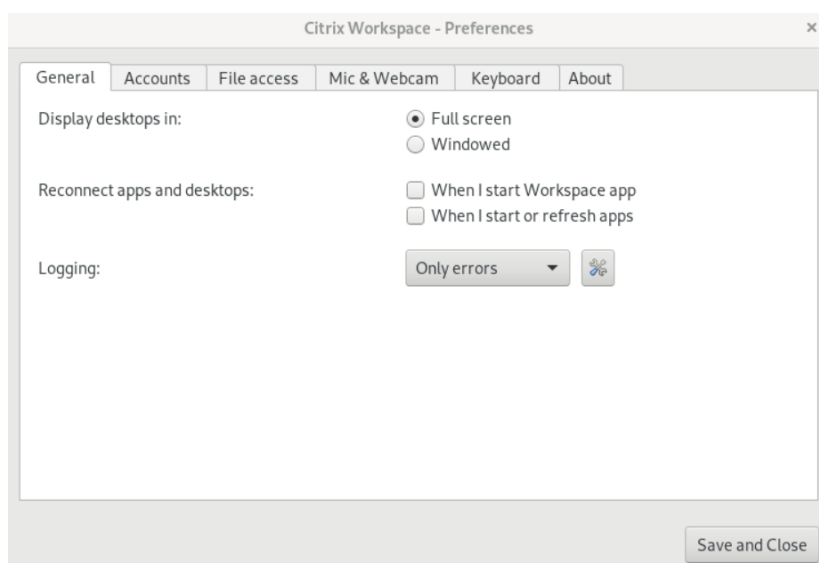 Citrix Workspace - Preferences ×
General Accounts File access Mic & Webcam Keyboard About
Display desktops in: Full screen
Windowed
Reconnect apps and desktops: When I start Workspace app
When I start or refresh apps
Logging: Only errors
Save and Close